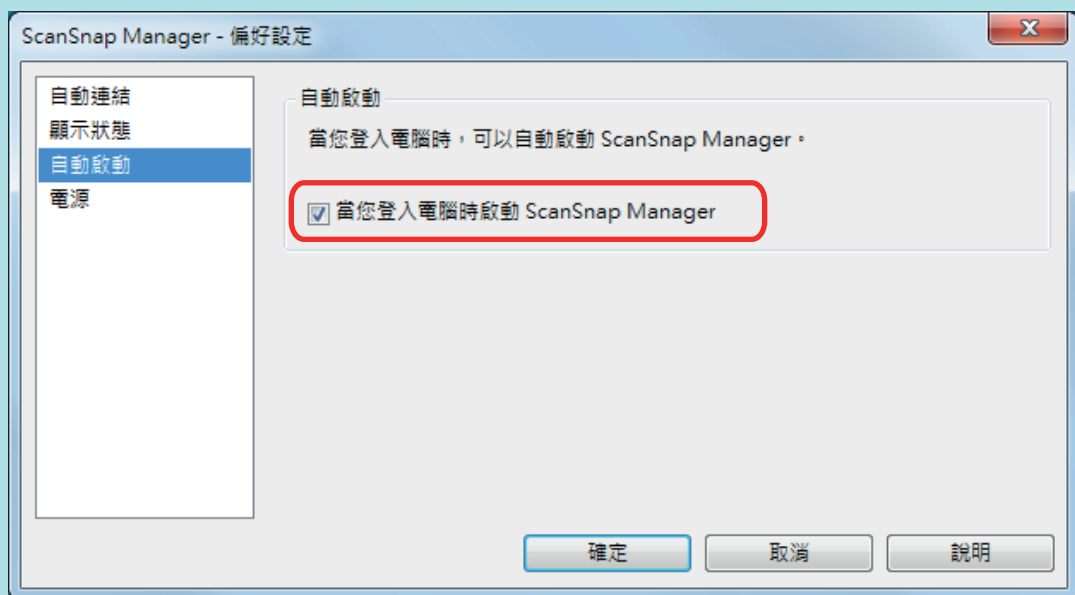 ScanSnap Manager - 偏好設定
自動連結
顯示狀態
自動啟動
電源
自動啟動
當您登入電腦時，可以自動啟動 ScanSnap Manager。
當您登入電腦時啟動 ScanSnap Manager
確定
取消
說明